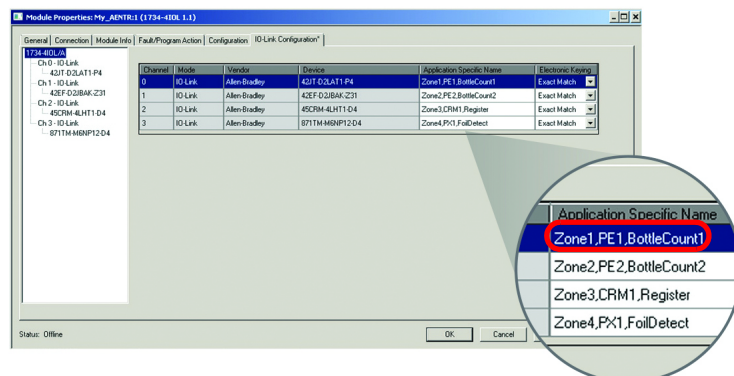 Module Properties: My_AENTR:1 (1734-4IOL 1.1)
General Connection Module Info Fault/Program Action Configuration IO-Link Configuration*
1734-4IOL/A
Ch 0 - IO-Link
42JT-D2LAT1-P4
Ch 1 - IO-Link
42EF-D2JBAK-Z31
Ch 2 - IO-Link
45CRM-4LHT1-D4
Ch 3 - IO-Link
871TM-M6NP12-D4
Channel Mode Vendor Device Application Specific Name Electronic Keying
0 IO-Link Allen-Bradley 42JT-D2LAT1-P4 Zone1,PE1,BottleCount1 Exact Match
1 IO-Link Allen-Bradley 42EF-D2JBAK-Z31 Zone2,PE2,BottleCount2 Exact Match
2 IO-Link Allen-Bradley 45CRM-4LHT1-D4 Zone3,CRM1,Register Exact Match
3 IO-Link Allen-Bradley 871TM-M6NP12-D4 Zone4,PX1,FoilDetect Exact Match
Application Specific Name
Zone1,PE1,BottleCount1
Zone2,PE2,BottleCount2
Zone3,CRM1,Register
Zone4,PX1,FoilDetect
Status: Offline
OK Cancel